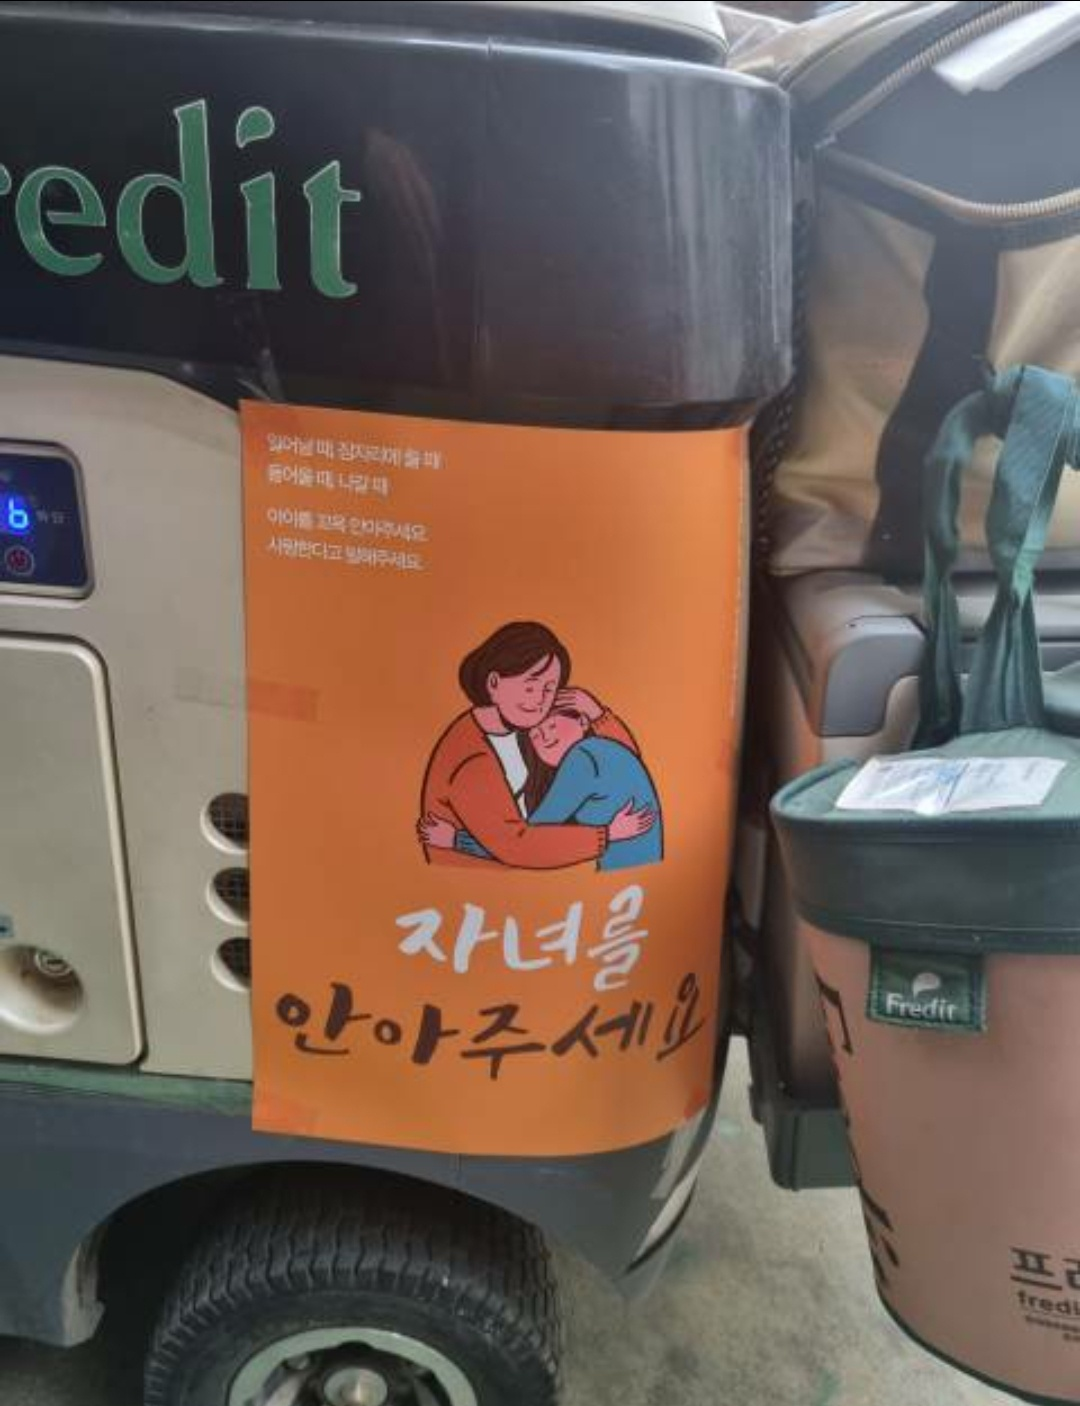 redit
일어날 때, 잠자리에 들 때
들어올 때, 나갈 때
아이를 꼬옥 안아주세요
사랑한다고 말해주세요.
자녀를
안아주세요
6
Fredit
프
fredi